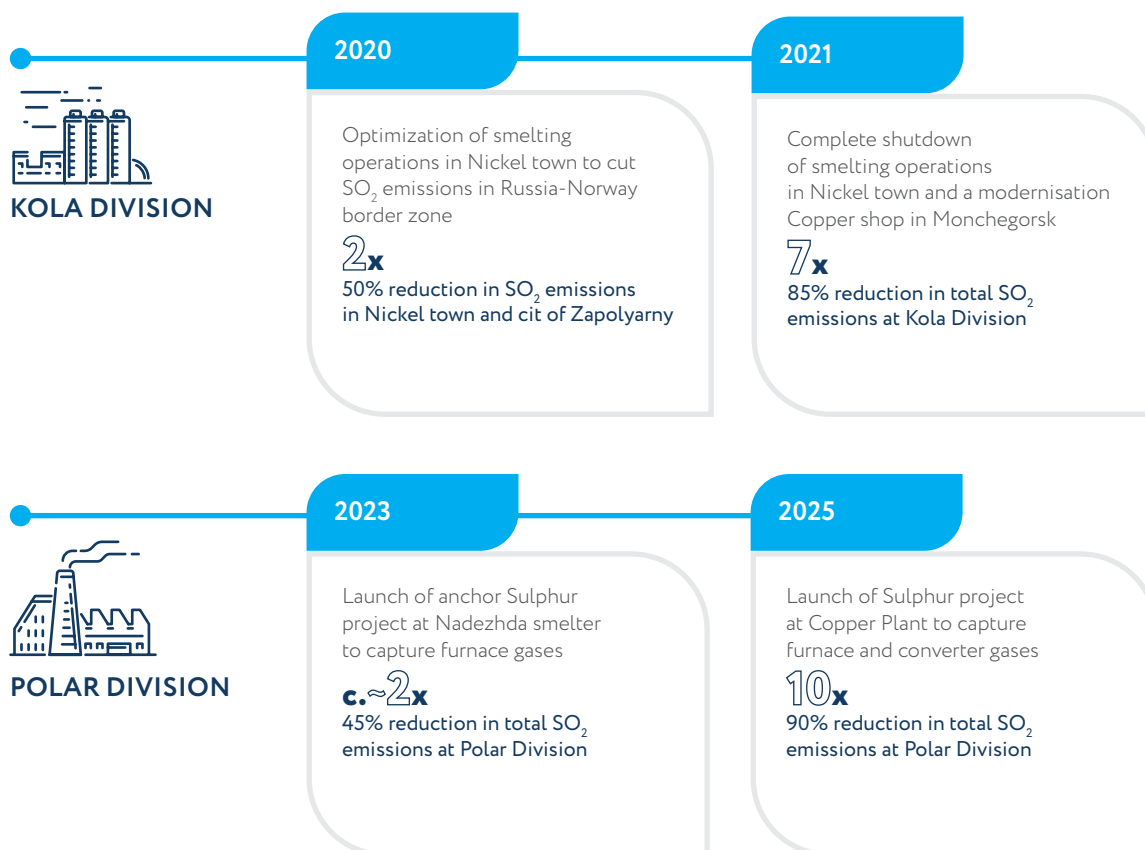 2020
2021
KOLA DIVISION
Optimization of smelting
operations in Nickel town to cut
SO₂ emissions in Russia-Norway
border zone
2x
50% reduction in SO₂ emissions
in Nickel town and cit of Zapolyarny
Complete shutdown
of smelting operations
in Nickel town and a modernisation
Copper shop in Monchegorsk
7x
85% reduction in total SO₂
emissions at Kola Division
2023
2025
POLAR DIVISION
Launch of anchor Sulphur
project at Nadezhda smelter
to capture furnace gases
c.~2x
45% reduction in total SO₂
emissions at Polar Division
Launch of Sulphur project
at Copper Plant to capture
furnace and converter gases
10x
90% reduction in total SO₂
emissions at Polar Division